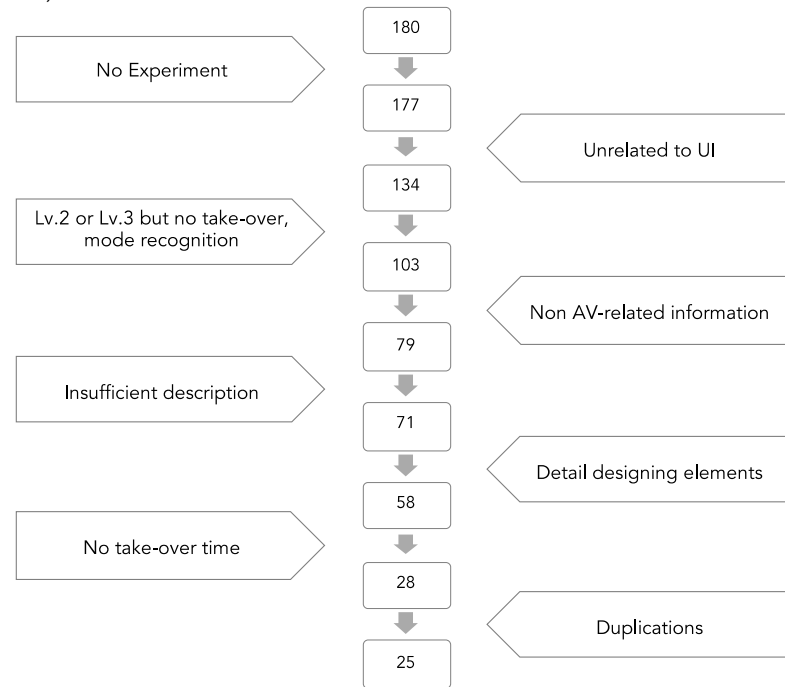 180
No Experiment
177
Unrelated to UI
134
Lv.2 or Lv.3 but no take-over,
mode recognition
103
Non AV-related information
79
Insufficient description
71
Detail designing elements
58
No take-over time
28
Duplications
25